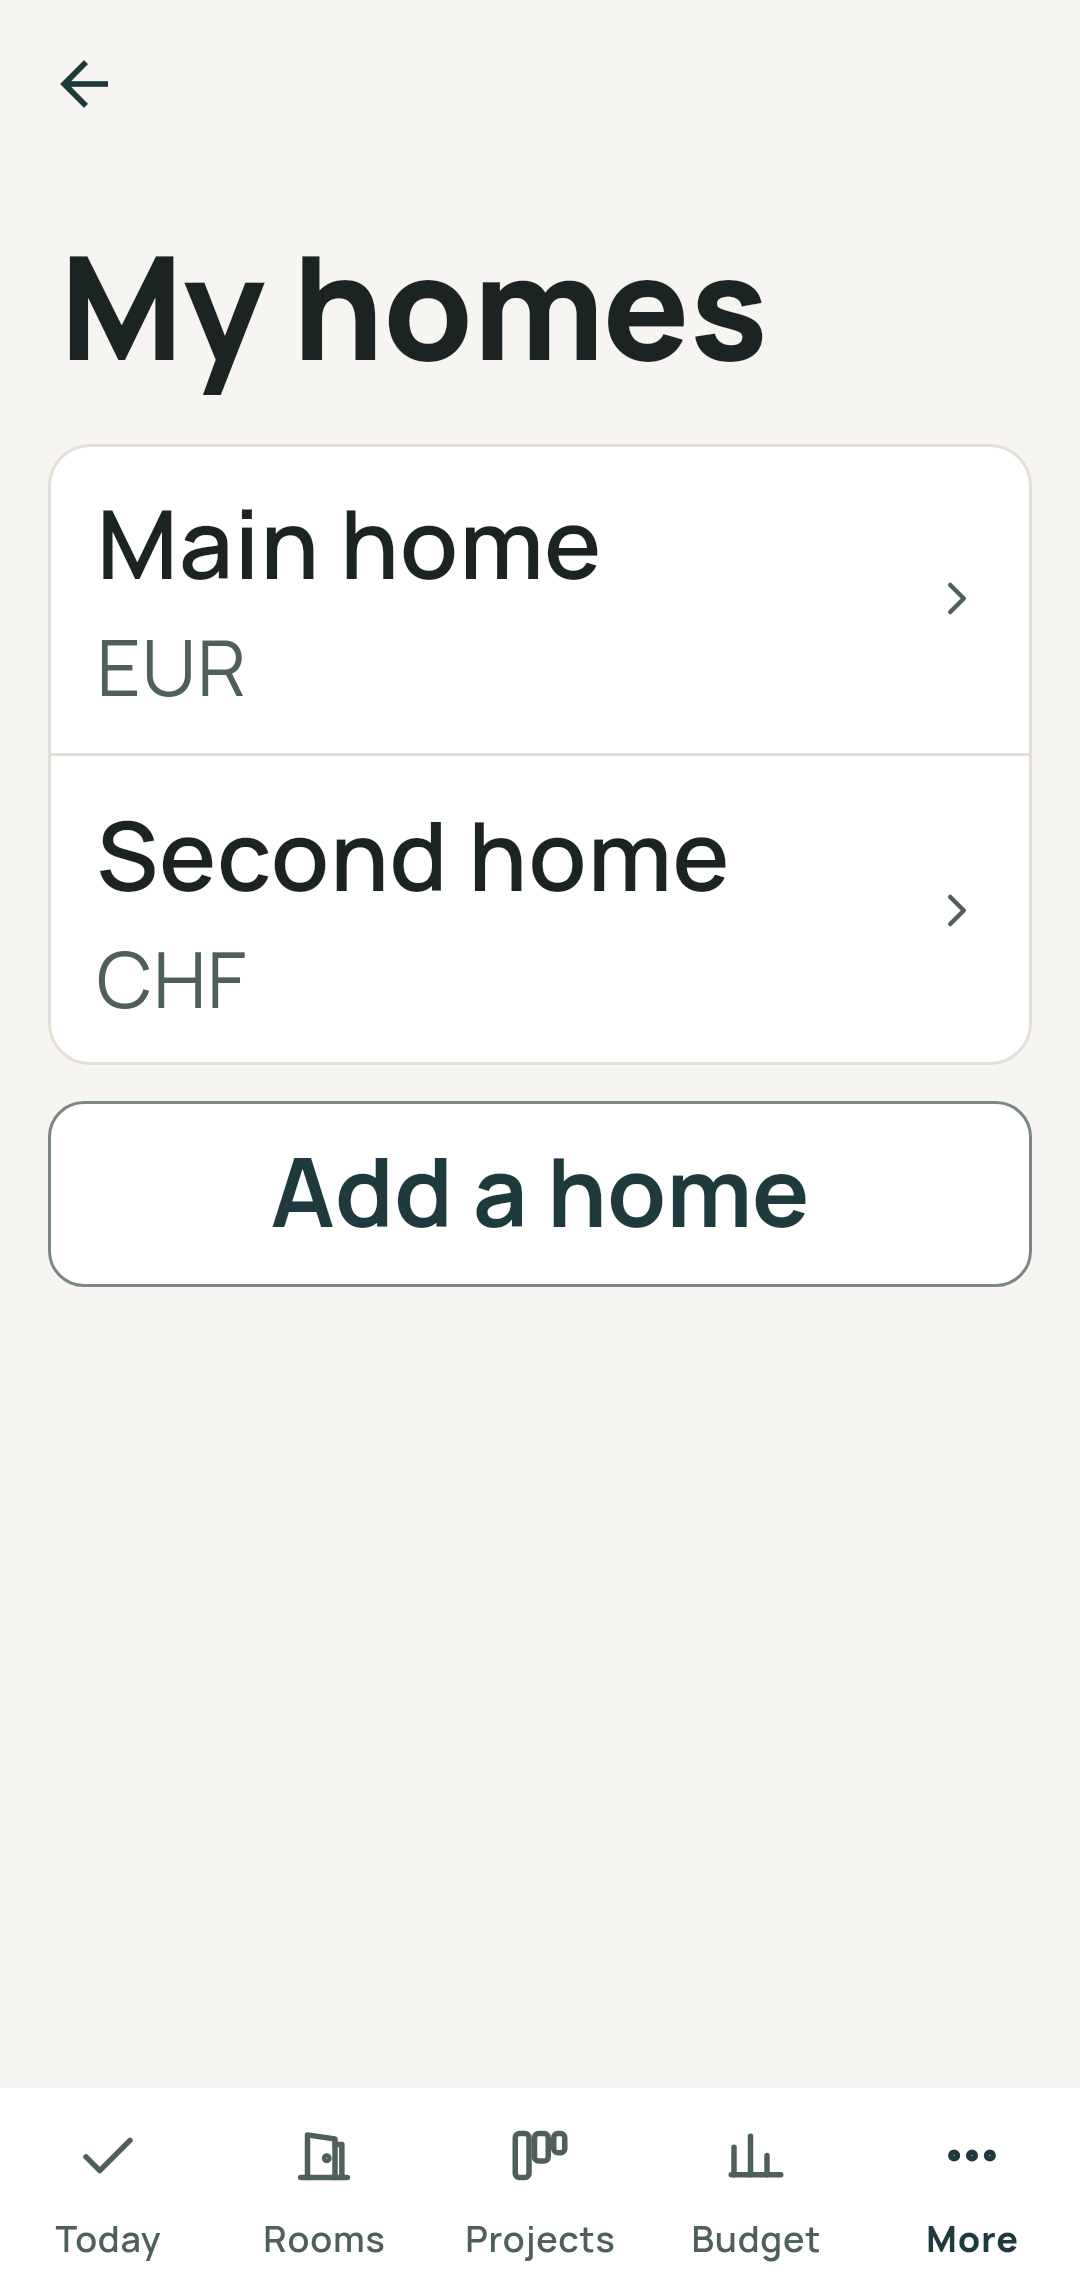 My homes
Main home
EUR
Second home
CHF
Add a home
Today
Rooms
Projects
Budget
More